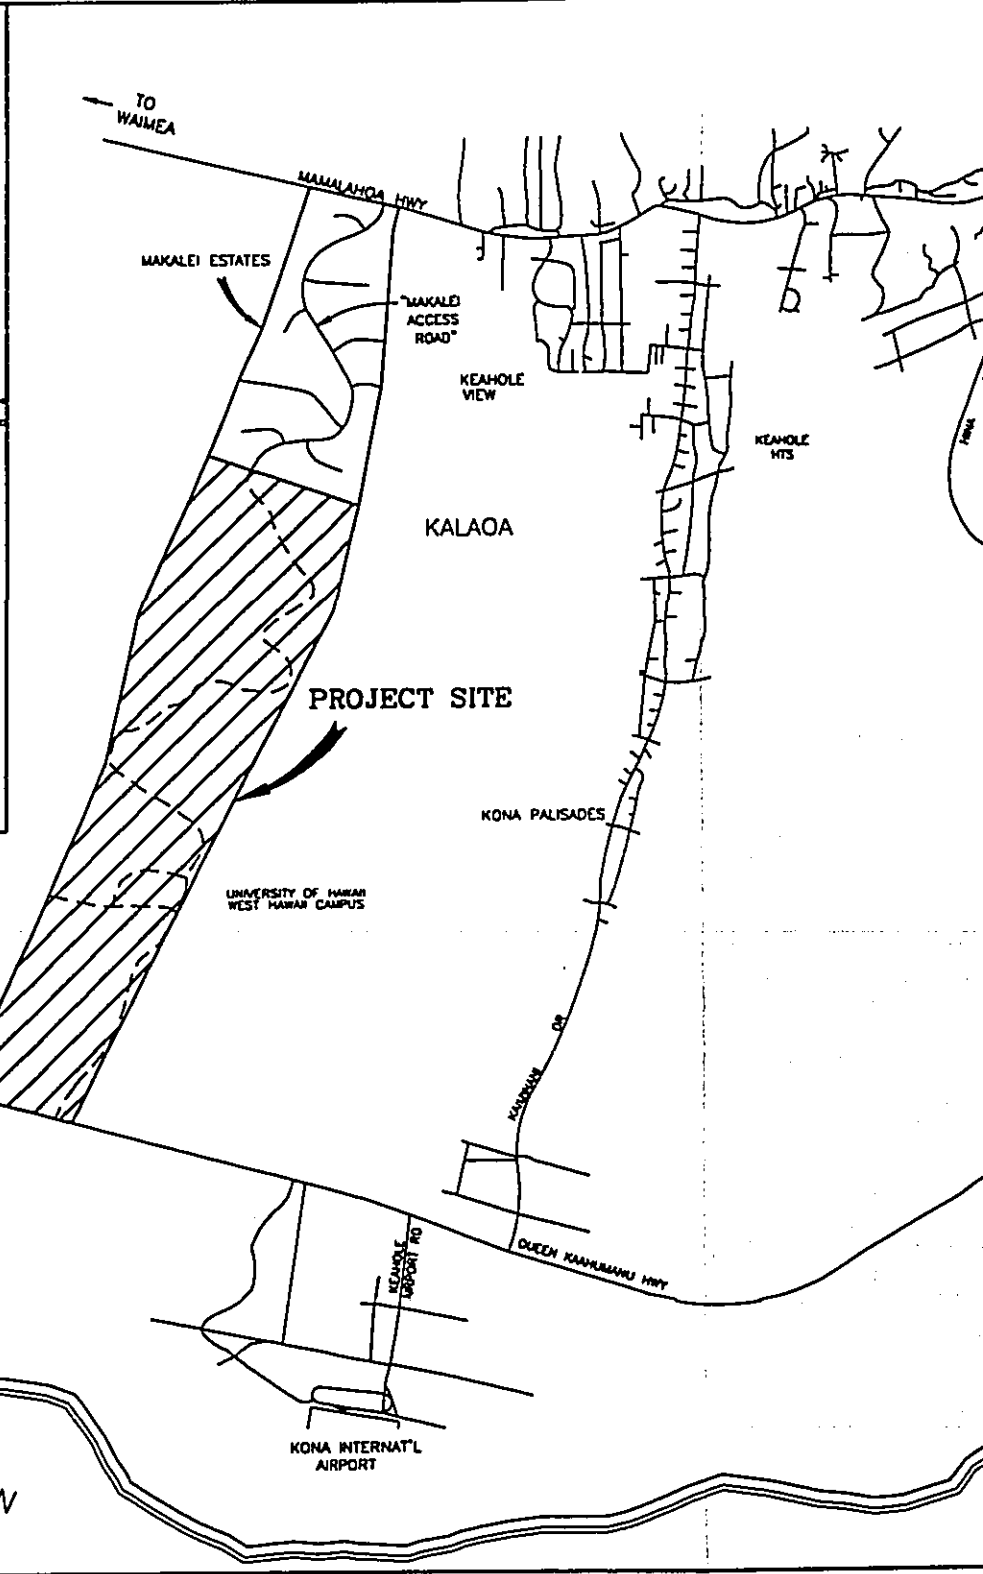 TO
WAIMEA
MAMALAHOA HWY
MAKALEI ESTATES
"MAKALEI
ACCESS
ROAD"
KEAHOLE
VIEW
KEAHOLE
HTS
HINA
KALAOA
PROJECT SITE
KONA PALISADES
UNIVERSITY OF HAWAII
WEST HAWAII CAMPUS
DR
QUEEN KAAHUMANU HWY
KEAHOLE
AIRPORT RD
KONA INTERNAT'L
AIRPORT
N